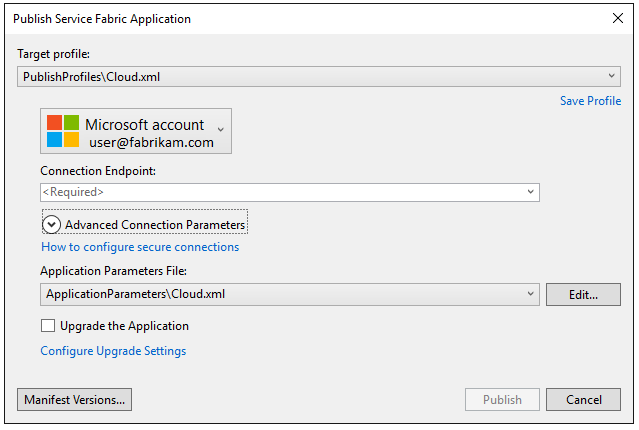 Publish Service Fabric Application
Target profile:
PublishProfiles\Cloud.xml
Save Profile
Microsoft account
user@fabrikam.com
Connection Endpoint:
<Required>
Advanced Connection Parameters
How to configure secure connections
Application Parameters File:
ApplicationParameters\Cloud.xml
Edit...
Upgrade the Application
Configure Upgrade Settings
Manifest Versions...
Publish
Cancel